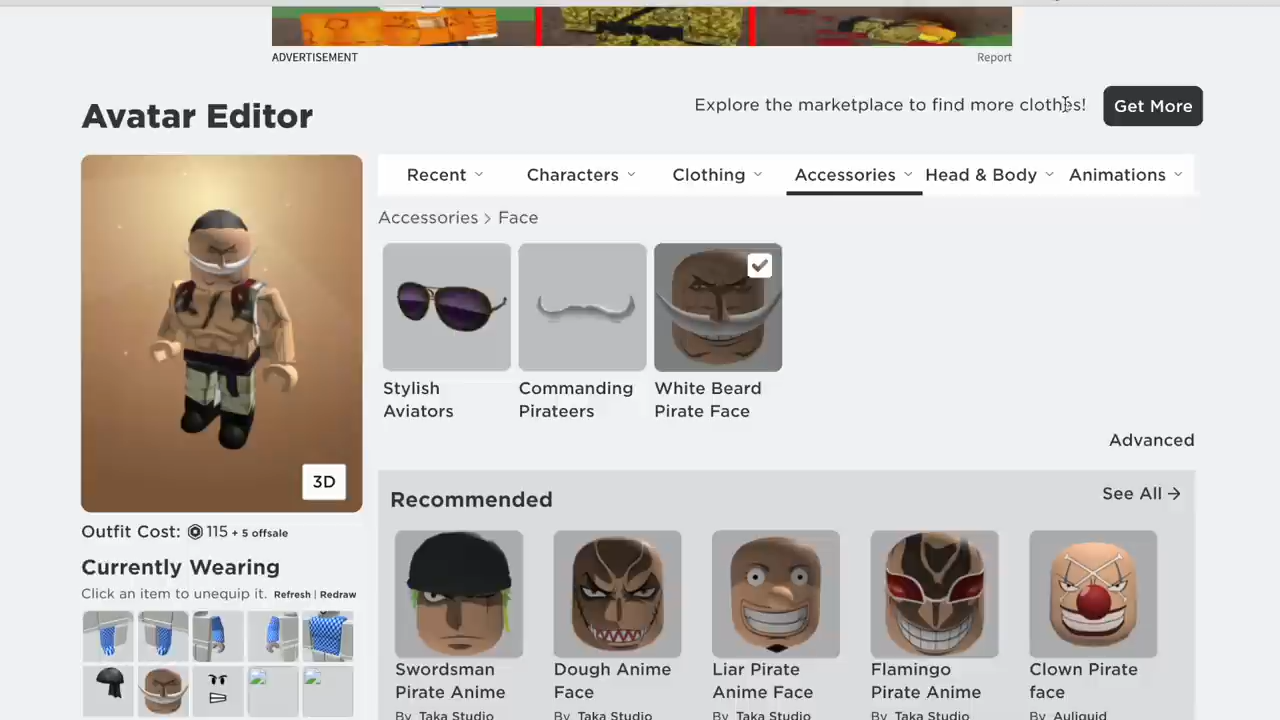 ADVERTISEMENT
Report
Avatar Editor
Explore the marketplace to find more clothes!
Get More
Recent
Characters
Clothing
Accessories
Head & Body
Animations
Accessories > Face
Stylish Aviators
Commanding Pirateers
White Beard Pirate Face
3D
Advanced
Outfit Cost: 115 + 5 offsale
Recommended
See All →
Currently Wearing
Click an item to unequip it. Refresh | Redraw
Swordsman Pirate Anime
By Taka Studio
Dough Anime Face
By Taka Studio
Liar Pirate Anime Face
By Taka Studio
Flamingo Pirate Anime
By Taka Studio
Clown Pirate face
By Auliquid